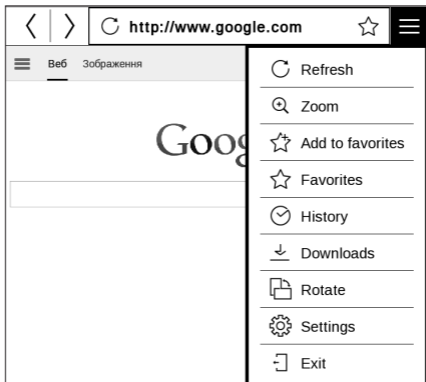 http://www.google.com
Веб Зображення
Goog
Refresh
Zoom
Add to favorites
Favorites
History
Downloads
Rotate
Settings
Exit